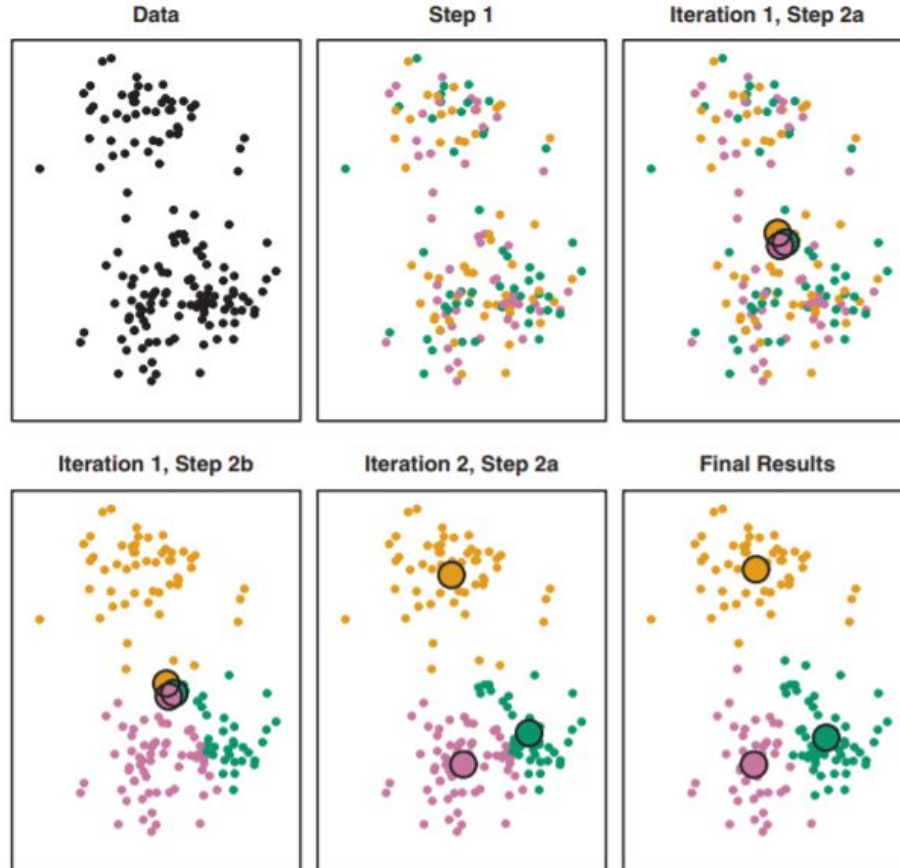 Data
Step 1
Iteration 1, Step 2a
Iteration 1, Step 2b
Iteration 2, Step 2a
Final Results